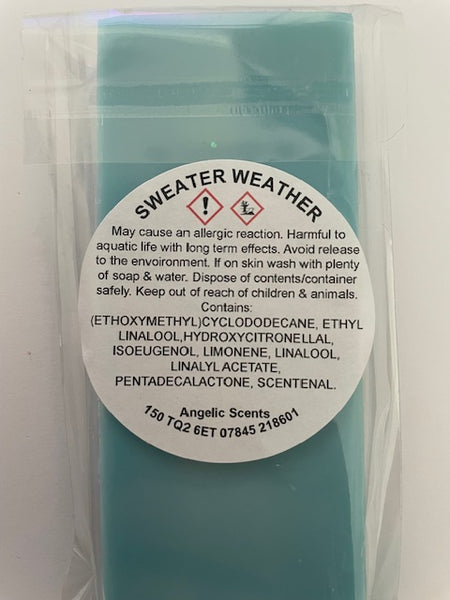 SWEATER WEATHER
May cause an allergic reaction. Harmful to
aquatic life with long term effects. Avoid release
to the envoironment. If on skin wash with plenty
of soap & water. Dispose of contents/container
safely. Keep out of reach of children & animals.
Contains:
(ETHOXYMETHYL)CYCLODODECANE, ETHYL
LINALOOL,HYDROXYCITRONELLAL,
ISOEUGENOL, LIMONENE, LINALOOL,
LINALYL ACETATE,
PENTADECALACTONE, SCENTENAL.
Angelic Scents
150 TQ2 6ET 07845 218601